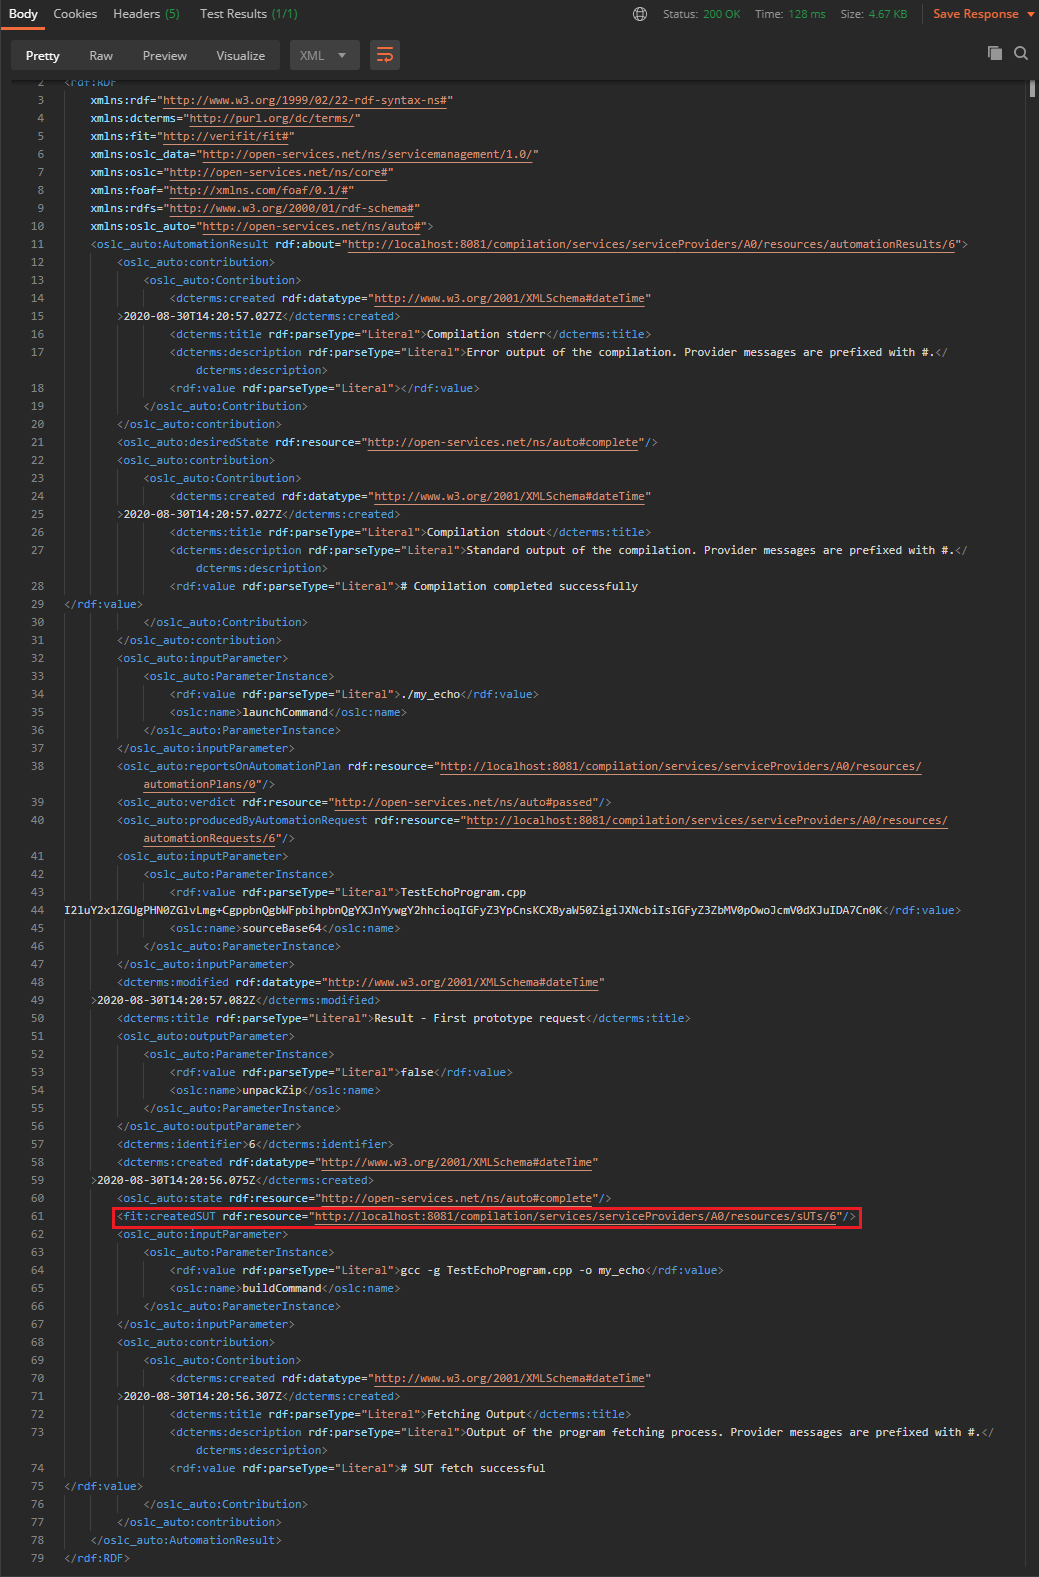 Body Cookies Headers (5) Test Results (1/1) Status: 200 OK Time: 128 ms Size: 4.67 KB Save Response
Pretty Raw Preview Visualize XML
2 <rdf:RDF
3 xmlns:rdf="http://www.w3.org/1999/02/22-rdf-syntax-ns#"
4 xmlns:dcterms="http://purl.org/dc/terms/"
5 xmlns:fit="http://verifit/fit#"
6 xmlns:oslc_data="http://open-services.net/ns/servicemanagement/1.0/"
7 xmlns:oslc="http://open-services.net/ns/core#"
8 xmlns:foaf="http://xmlns.com/foaf/0.1/#"
9 xmlns:rdfs="http://www.w3.org/2000/01/rdf-schema#"
10 xmlns:oslc_auto="http://open-services.net/ns/auto#">
11 <oslc_auto:AutomationResult rdf:about="http://localhost:8081/compilation/services/serviceProviders/A0/resources/automationResults/6">
12 <oslc_auto:contribution>
13 <oslc_auto:Contribution>
14 <dcterms:created rdf:datatype="http://www.w3.org/2001/XMLSchema#dateTime"
15 >2020-08-30T14:20:57.027Z</dcterms:created>
16 <dcterms:title rdf:parseType="Literal">Compilation stderr</dcterms:title>
17 <dcterms:description rdf:parseType="Literal">Error output of the compilation. Provider messages are prefixed with #.</
dcterms:description>
18 <rdf:value rdf:parseType="Literal"></rdf:value>
19 </oslc_auto:Contribution>
20 </oslc_auto:contribution>
21 <oslc_auto:desiredState rdf:resource="http://open-services.net/ns/auto#complete"/>
22 <oslc_auto:contribution>
23 <oslc_auto:Contribution>
24 <dcterms:created rdf:datatype="http://www.w3.org/2001/XMLSchema#dateTime"
25 >2020-08-30T14:20:57.027Z</dcterms:created>
26 <dcterms:title rdf:parseType="Literal">Compilation stdout</dcterms:title>
27 <dcterms:description rdf:parseType="Literal">Standard output of the compilation. Provider messages are prefixed with #.</
dcterms:description>
28 <rdf:value rdf:parseType="Literal"># Compilation completed successfully
29 </rdf:value>
30 </oslc_auto:Contribution>
31 </oslc_auto:contribution>
32 <oslc_auto:inputParameter>
33 <oslc_auto:ParameterInstance>
34 <rdf:value rdf:parseType="Literal">./my_echo</rdf:value>
35 <oslc:name>launchCommand</oslc:name>
36 </oslc_auto:ParameterInstance>
37 </oslc_auto:inputParameter>
38 <oslc_auto:reportsOnAutomationPlan rdf:resource="http://localhost:8081/compilation/services/serviceProviders/A0/resources/
automationPlans/0"/>
39 <oslc_auto:verdict rdf:resource="http://open-services.net/ns/auto#passed"/>
40 <oslc_auto:producedByAutomationRequest rdf:resource="http://localhost:8081/compilation/services/serviceProviders/A0/resources/
automationRequests/6"/>
41 <oslc_auto:inputParameter>
42 <oslc_auto:ParameterInstance>
43 <rdf:value rdf:parseType="Literal">TestEchoProgram.cpp
44 I2luY2x1ZGUgPHN0ZGlvLmg+CgppbnQgbWFpbihpbnQgYXJnYywgY2hhcioqIGFyZ3YpCnsKCXByaW50ZigiJXNcbiIsIGFyZ3ZbMV0pOwoJcmV0dXJuIDA7Cn0K</rdf:value>
45 <oslc:name>sourceBase64</oslc:name>
46 </oslc_auto:ParameterInstance>
47 </oslc_auto:inputParameter>
48 <dcterms:modified rdf:datatype="http://www.w3.org/2001/XMLSchema#dateTime"
49 >2020-08-30T14:20:57.082Z</dcterms:modified>
50 <dcterms:title rdf:parseType="Literal">Result - First prototype request</dcterms:title>
51 <oslc_auto:outputParameter>
52 <oslc_auto:ParameterInstance>
53 <rdf:value rdf:parseType="Literal">false</rdf:value>
54 <oslc:name>unpackZip</oslc:name>
55 </oslc_auto:ParameterInstance>
56 </oslc_auto:outputParameter>
57 <dcterms:identifier>6</dcterms:identifier>
58 <dcterms:created rdf:datatype="http://www.w3.org/2001/XMLSchema#dateTime"
59 >2020-08-30T14:20:56.075Z</dcterms:created>
60 <oslc_auto:state rdf:resource="http://open-services.net/ns/auto#complete"/>
61 <fit:createdSUT rdf:resource="http://localhost:8081/compilation/services/serviceProviders/A0/resources/sUTs/6"/>
62 <oslc_auto:inputParameter>
63 <oslc_auto:ParameterInstance>
64 <rdf:value rdf:parseType="Literal">gcc -g TestEchoProgram.cpp -o my_echo</rdf:value>
65 <oslc:name>buildCommand</oslc:name>
66 </oslc_auto:ParameterInstance>
67 </oslc_auto:inputParameter>
68 <oslc_auto:contribution>
69 <oslc_auto:Contribution>
70 <dcterms:created rdf:datatype="http://www.w3.org/2001/XMLSchema#dateTime"
71 >2020-08-30T14:20:56.307Z</dcterms:created>
72 <dcterms:title rdf:parseType="Literal">Fetching Output</dcterms:title>
73 <dcterms:description rdf:parseType="Literal">Output of the program fetching process. Provider messages are prefixed with #.</
dcterms:description>
74 <rdf:value rdf:parseType="Literal"># SUT fetch successful
75 </rdf:value>
76 </oslc_auto:Contribution>
77 </oslc_auto:contribution>
78 </oslc_auto:AutomationResult>
79 </rdf:RDF>